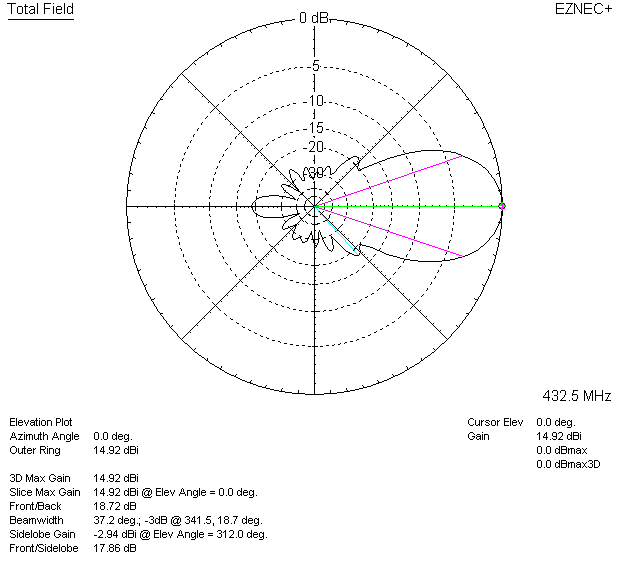 Total Field
EZNEC+
0 dB
-5
-10
-15
-20
-30
432.5 MHz
Elevation Plot
Azimuth Angle 0.0 deg.
Outer Ring 14.92 dBi
3D Max Gain 14.92 dBi
Slice Max Gain 14.92 dBi @ Elev Angle = 0.0 deg.
Front/Back 18.72 dB
Beamwidth 37.2 deg.; -3dB @ 341.5, 18.7 deg.
Sidelobe Gain -2.94 dBi @ Elev Angle = 312.0 deg.
Front/Sidelobe 17.86 dB
Cursor Elev 0.0 deg.
Gain 14.92 dBi
0.0 dBmax
0.0 dBmax3D